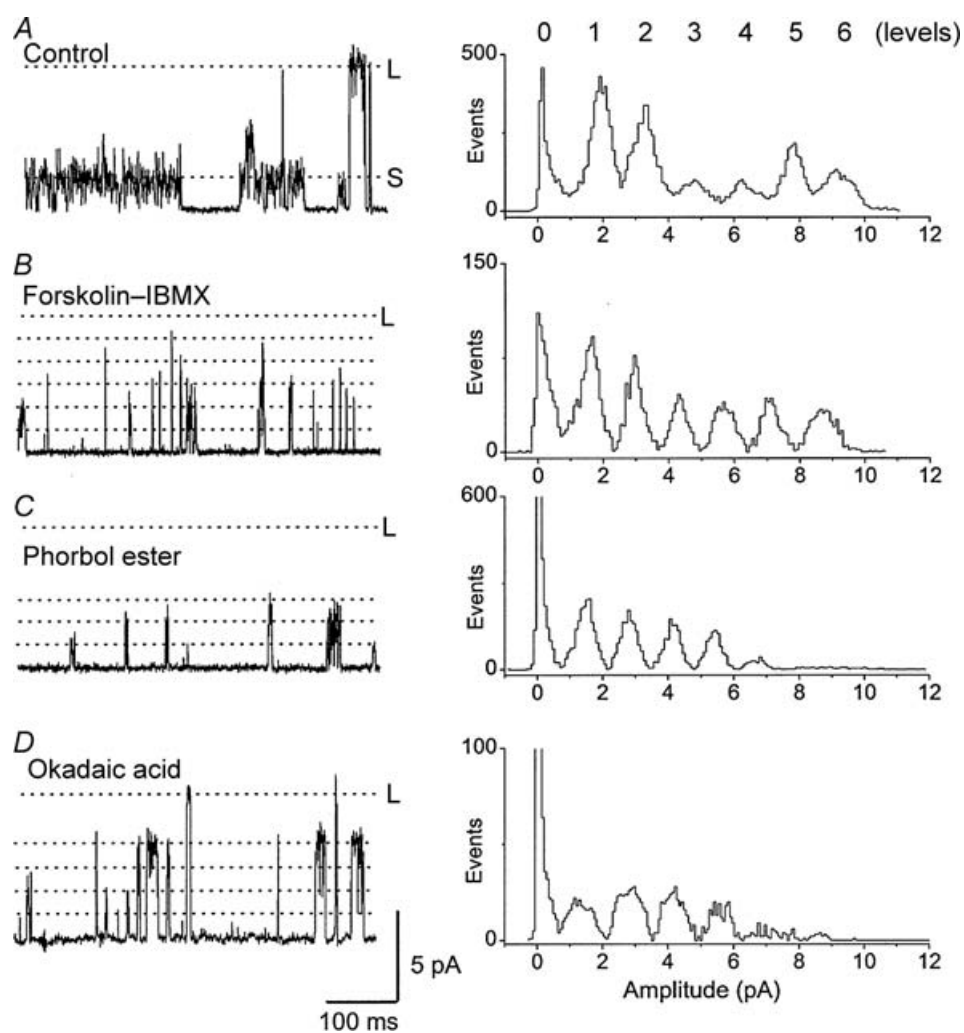 A
Control
L
S
0 1 2 3 4 5 6 (levels)
500
Events
0
0 2 4 6 8 10 12
B
Forskolin–IBMX
L
150
Events
0
0 2 4 6 8 10 12
C
L
Phorbol ester
600
Events
0
0 2 4 6 8 10 12
D
Okadaic acid
L
5 pA
100 ms
100
Events
0
0 2 4 6 8 10 12
Amplitude (pA)